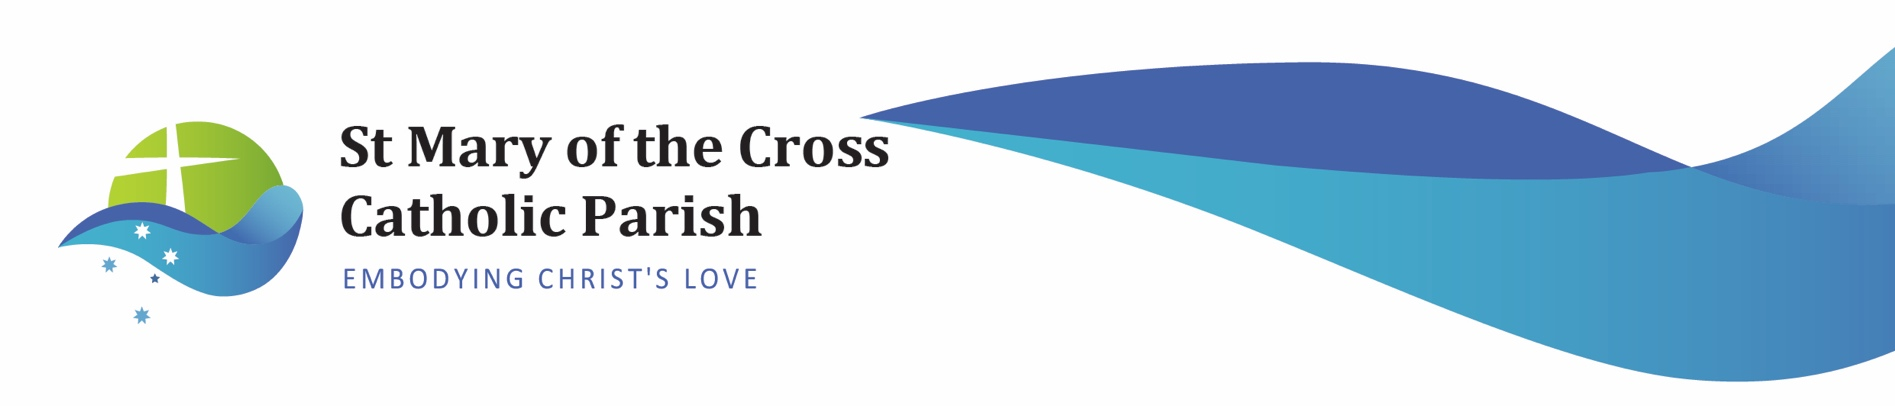 St Mary of the Cross
Catholic Parish
EMBODYING CHRIST'S LOVE